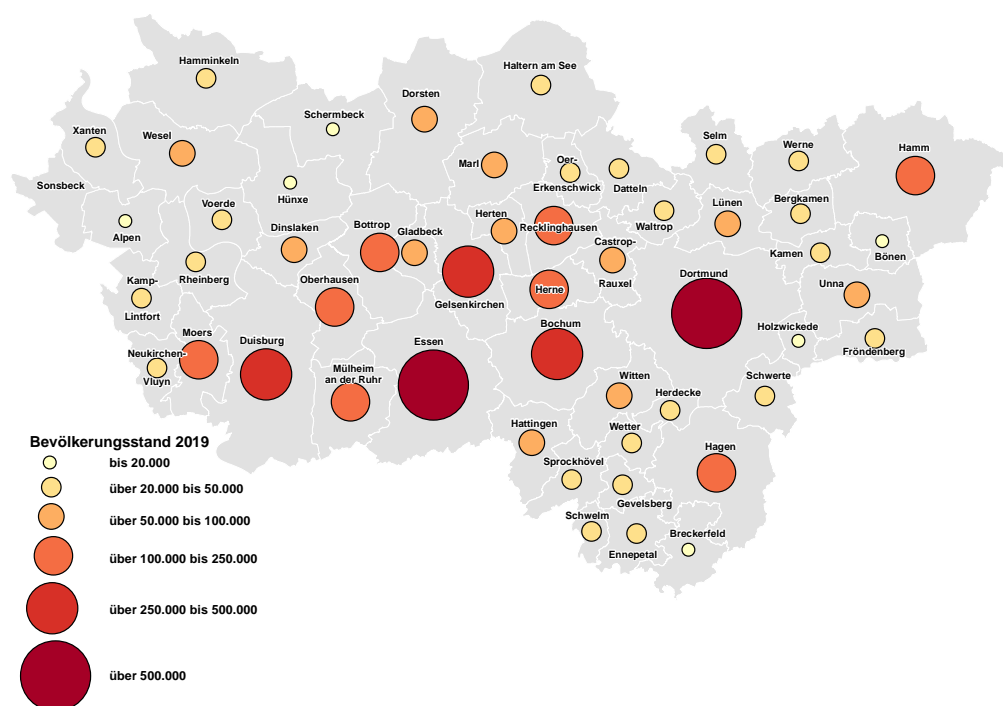 Hamminkeln
Haltern am See
Dorsten
Schermbeck
Xanten
Wesel
Selm
Werne
Hamm
Marl
Oer-
Erkenschwick
Datteln
Sonsbeck
Hünxe
Voerde
Alpen
Dinslaken
Bottrop
Gladbeck
Herten
Recklinghausen
Waltrop
Lünen
Bergkamen
Castrop-
Rauxel
Kamen
Bönen
Rheinberg
Kamp-
Lintfort
Oberhausen
Gelsenkirchen
Herne
Dortmund
Unna
Moers
Duisburg
Essen
Bochum
Holzwickede
Fröndenberg
Neukirchen-
Vluyn
Mülheim
an der Ruhr
Witten
Herdecke
Schwerte
Hattingen
Wetter
Hagen
Sprockhövel
Gevelsberg
Schwelm
Ennepetal
Breckerfeld
Bevölkerungsstand 2019
bis 20.000
über 20.000 bis 50.000
über 50.000 bis 100.000
über 100.000 bis 250.000
über 250.000 bis 500.000
über 500.000